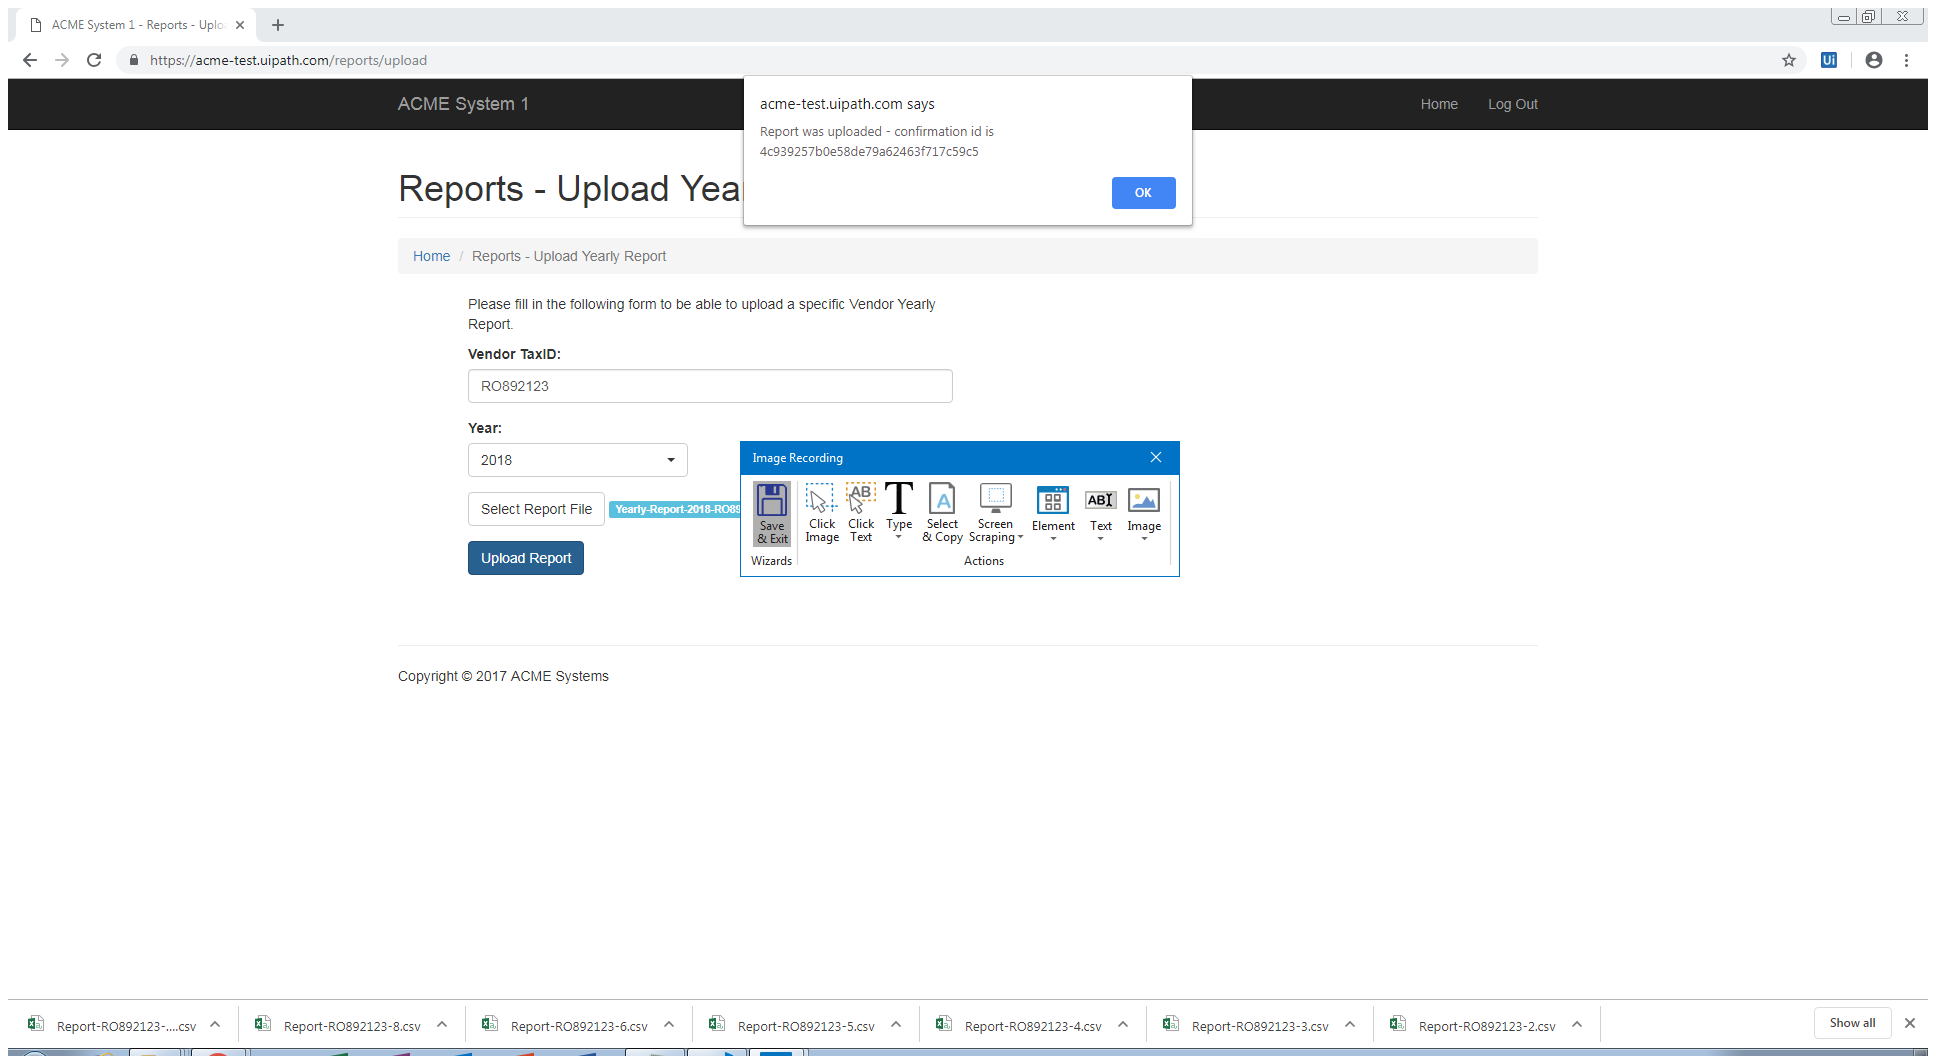 ACME System 1 - Reports - Uplo
https://acme-test.uipath.com/reports/upload
Ui
ACME System 1
Home
Log Out
acme-test.uipath.com says
Report was uploaded - confirmation id is
4c939257b0e58de79a62463f717c59c5
OK
Reports - Upload Yea
Home / Reports - Upload Yearly Report
Please fill in the following form to be able to upload a specific Vendor Yearly
Report.
Vendor TaxID:
RO892123
Year:
2018
Select Report File
Yearly-Report-2018-RO89
Upload Report
Image Recording
Save
& Exit
Click
Image
AB
Click
Text
T
Type
A
Select
& Copy
Screen
Scraping
Element
AB
Text
Image
Wizards
Actions
Copyright © 2017 ACME Systems
Report-RO892123-....csv
Report-RO892123-8.csv
Report-RO892123-6.csv
Report-RO892123-5.csv
Report-RO892123-4.csv
Report-RO892123-3.csv
Report-RO892123-2.csv
Show all